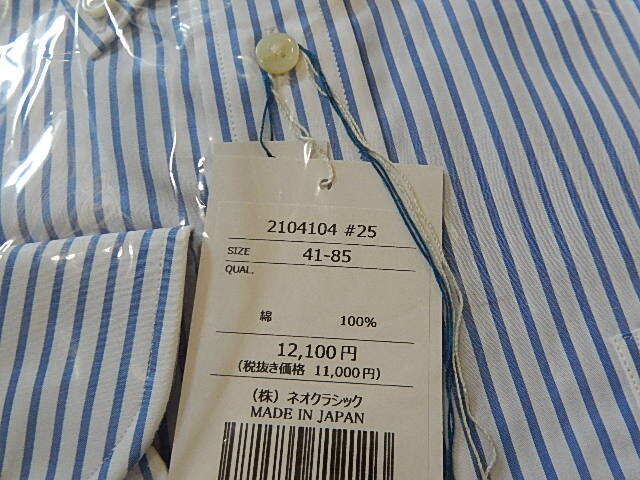 2104104 #25
SIZE 41-85
QUAL.
綿 100%
12,100円
(税抜き価格 11,000円)
(株) ネオクラシック
MADE IN JAPAN